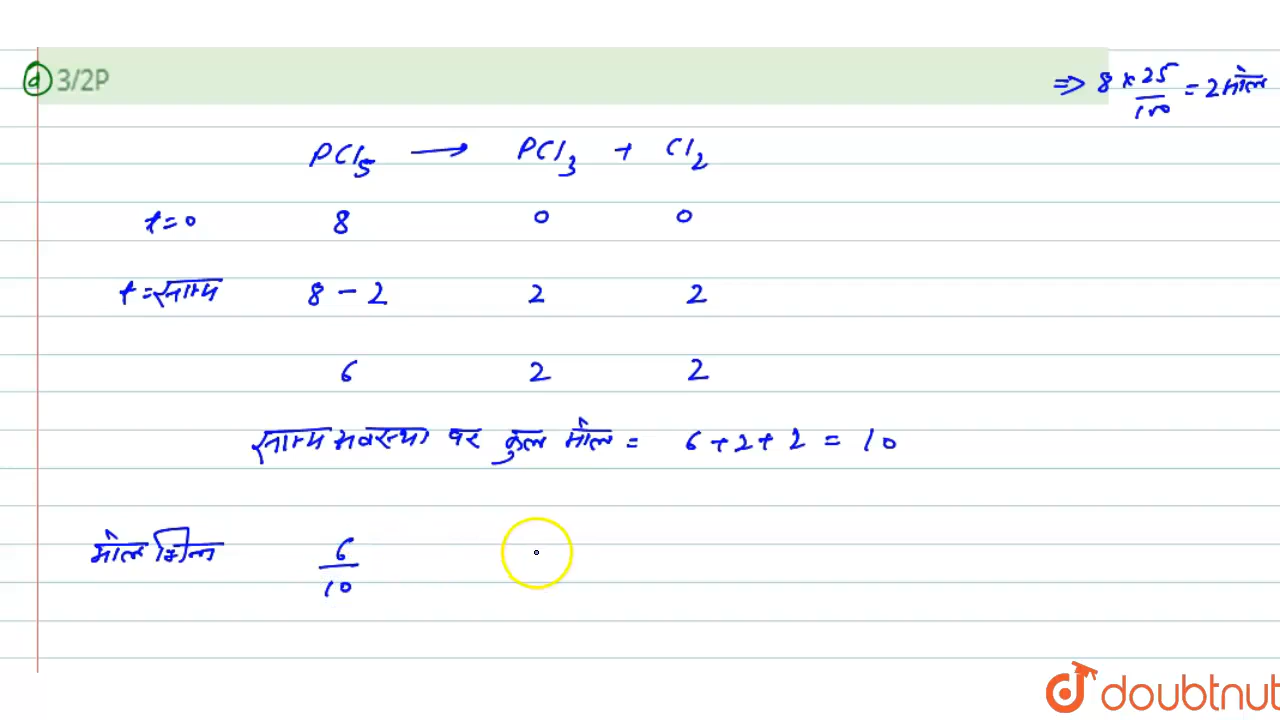 d 3/2P
⇒ 8 × 25/100 = 2 मोल
PCl5 → PCl3 + Cl2
t=0 8 0 0
t=साम्य 8 - 2 2 2
6 2 2
साम्य अवस्था पर कुल मोल = 6+2+2 = 10
मोल भिन्न 6/10
doubtnut